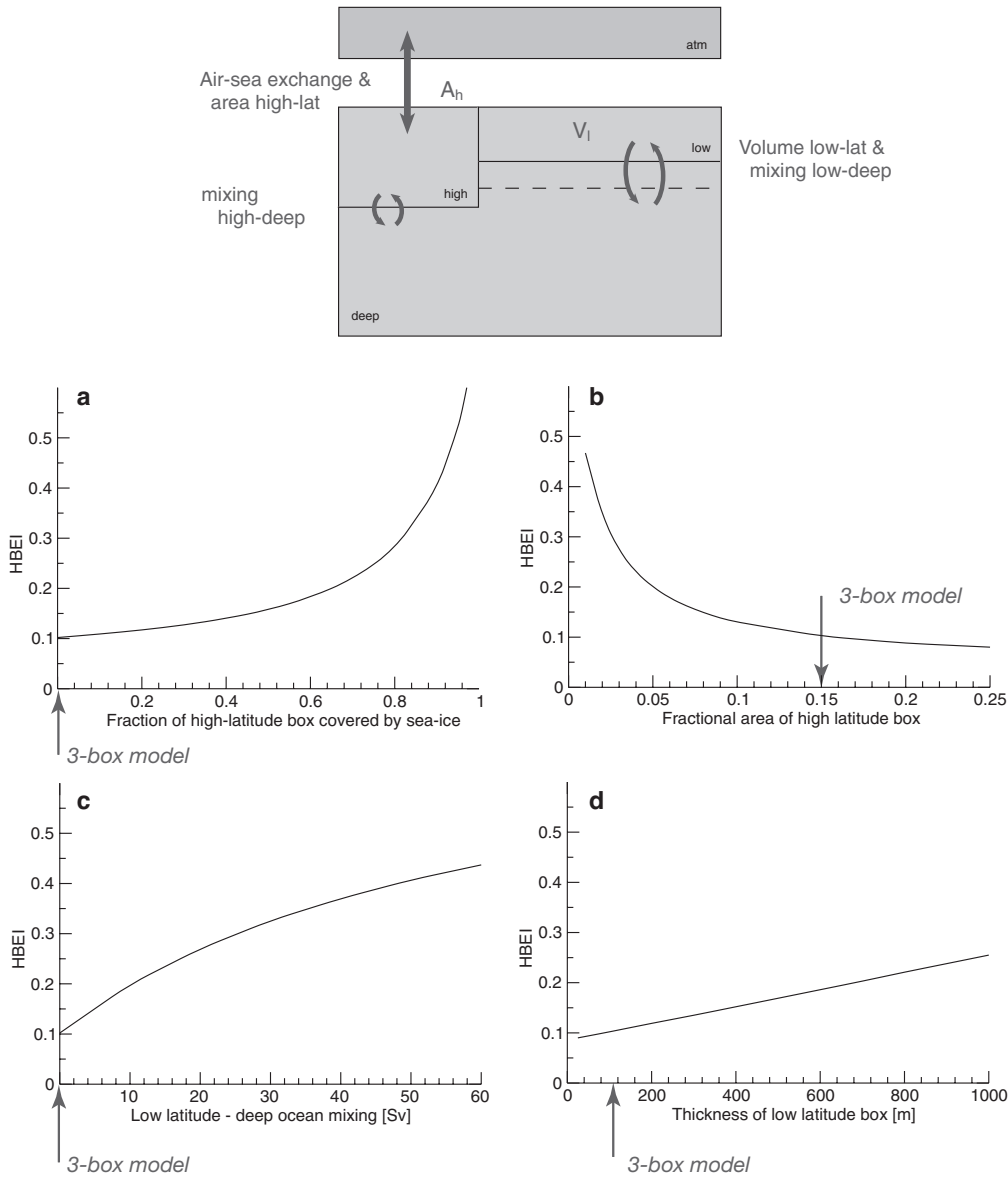 atm
Air-sea exchange &
area high-lat
Ah
Vl
low
Volume low-lat &
mixing low-deep
mixing
high-deep
high
deep
a
0.5
0.4
0.3
0.2
0.1
0
HBEI
0.2 0.4 0.6 0.8 1
Fraction of high-latitude box covered by sea-ice
3-box model
b
0.5
0.4
0.3
0.2
0.1
0
HBEI
3-box model
0 0.05 0.1 0.15 0.2 0.25
Fractional area of high latitude box
c
0.5
0.4
0.3
0.2
0.1
0
HBEI
10 20 30 40 50 60
Low latitude - deep ocean mixing [Sv]
3-box model
d
0.5
0.4
0.3
0.2
0.1
0
HBEI
0 200 400 600 800 1000
Thickness of low latitude box [m]
3-box model